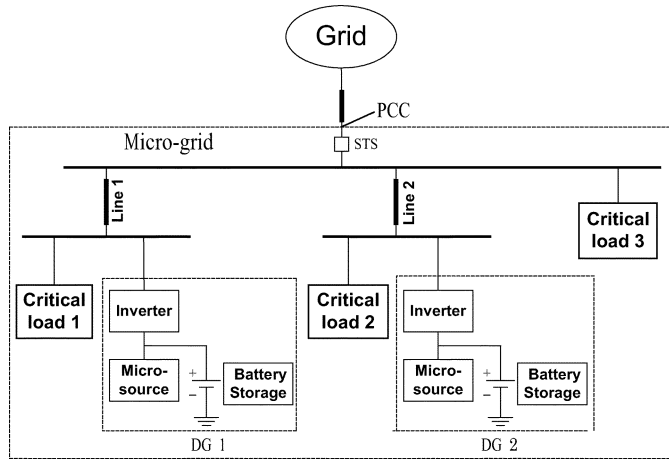 Grid
PCC
Micro-grid
STS
Line 1
Line 2
Critical
load 3
Critical
load 1
Inverter
Micro-
source
+
−
Battery
Storage
DG 1
Critical
load 2
Inverter
Micro-
source
+
−
Battery
Storage
DG 2